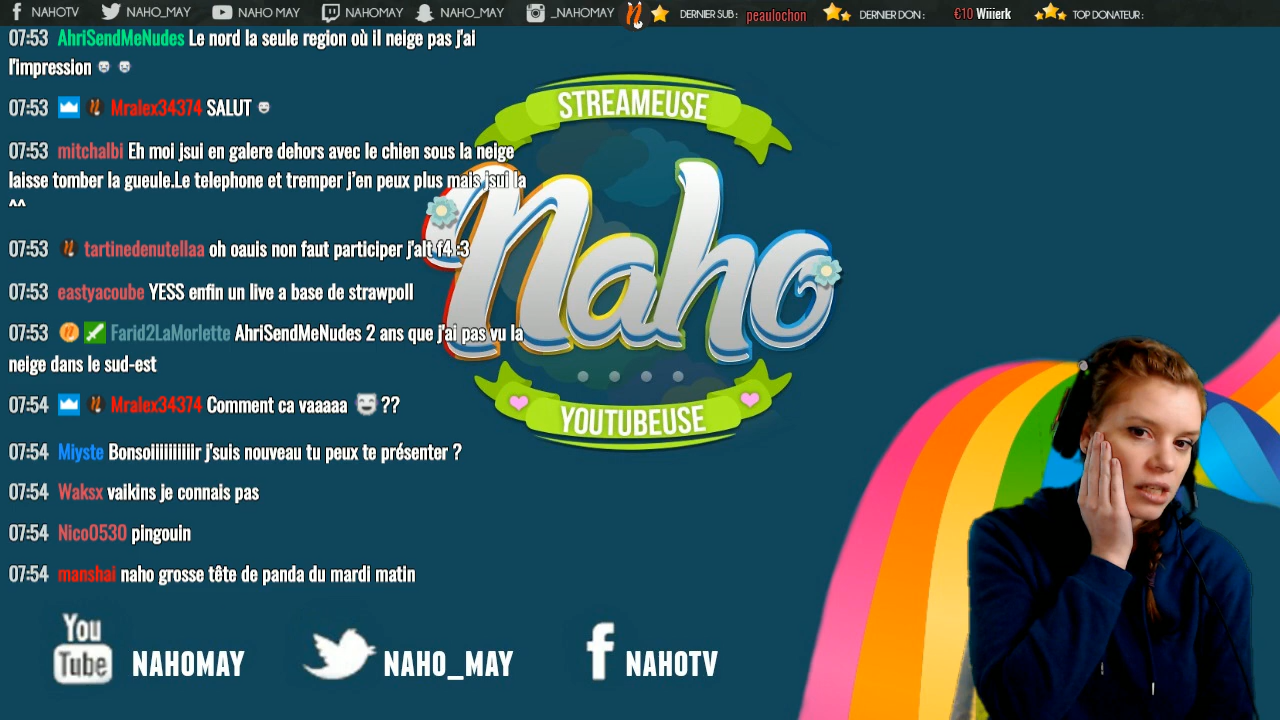 NAHOTV NAHO_MAY NAHO MAY NAHOMAY NAHO_MAY _NAHOMAY DERNIER SUB : peaulochon DERNIER DON : €10 Wiiierk TOP DONATEUR :
07:53 AhriSendMeNudes Le nord la seule region où il neige pas j'ai
l'impression
07:53 Mralex34374 SALUT
07:53 mitchalbi Eh moi jsui en galere dehors avec le chien sous la neige
laisse tomber la gueule.Le telephone et tremper j'en peux plus mais jsui la
^^
07:53 tartinedenutellaa oh oauis non faut participer j'alt f4 :3
07:53 eastyacoube YESS enfin un live a base de strawpoll
07:53 Farid2LaMorlette AhriSendMeNudes 2 ans que j'ai pas vu la
neige dans le sud-est
07:54 Mralex34374 Comment ca vaaaaa ??
07:54 Miyste Bonsoiiiiiiiiiir j'suis nouveau tu peux te présenter ?
07:54 Waksx vaikins je connais pas
07:54 Nico0530 pingouin
07:54 manshai naho grosse tête de panda du mardi matin
STREAMEUSE
Naho
YOUTUBEUSE
You
Tube NAHOMAY NAHO_MAY NAHOTV